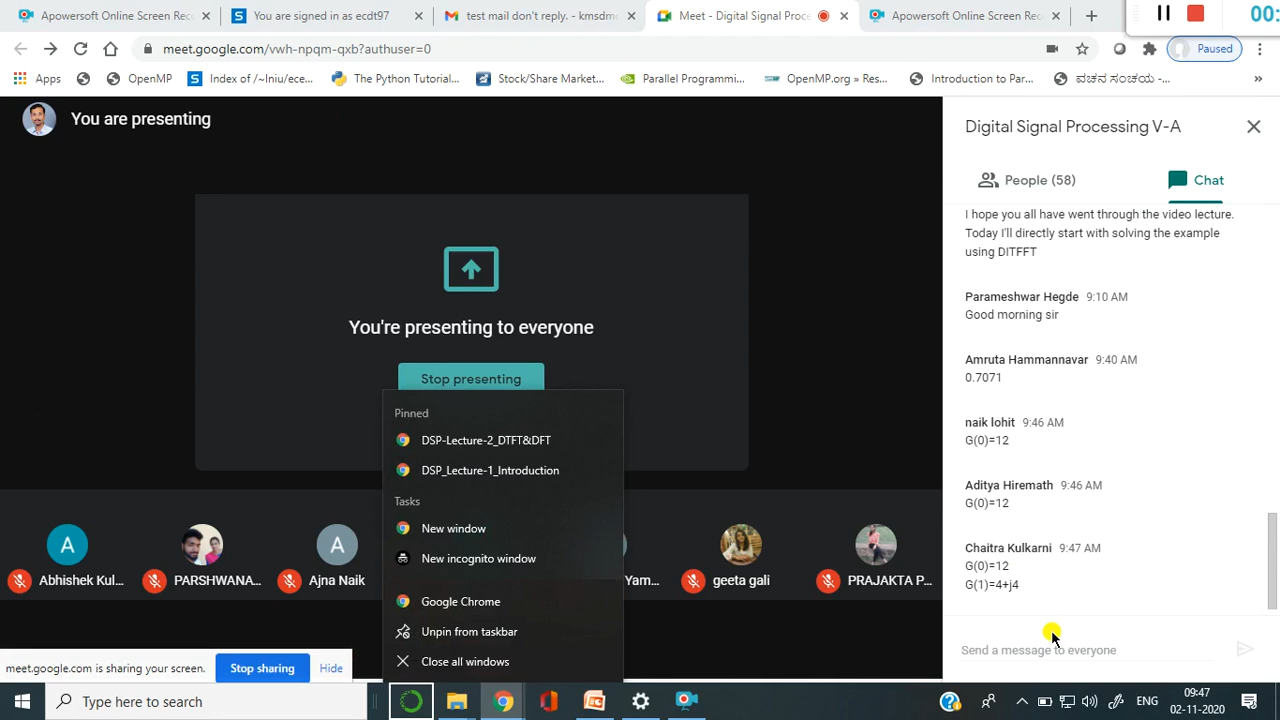 Apowersoft Online Screen Rec
You are signed in as ecdt97
test mail don't reply. - kmsdm
Meet - Digital Signal Proce
Apowersoft Online Screen Rec
00:
meet.google.com/vwh-npqm-qxb?authuser=0
Paused
Apps
OpenMP
Index of /~lniu/ece...
The Python Tutorial...
Stock/Share Market...
Parallel Programmi...
OpenMP.org » Res...
Introduction to Par...
ವಚನ ಸಂಚಯ -...
You are presenting
You're presenting to everyone
Stop presenting
Pinned
DSP-Lecture-2_DTFT&DFT
DSP_Lecture-1_Introduction
Tasks
New window
New incognito window
Google Chrome
Unpin from taskbar
Close all windows
A
Abhishek Kul...
PARSHWANA...
A
Ajna Naik
Yam...
geeta gali
PRAJAKTA P...
Digital Signal Processing V-A
People (58)
Chat
I hope you all have went through the video lecture.
Today I'll directly start with solving the example
using DITFFT
Parameshwar Hegde 9:10 AM
Good morning sir
Amruta Hammannavar 9:40 AM
0.7071
naik lohit 9:46 AM
G(0)=12
Aditya Hiremath 9:46 AM
G(0)=12
Chaitra Kulkarni 9:47 AM
G(0)=12
G(1)=4+j4
Send a message to everyone
meet.google.com is sharing your screen.
Stop sharing
Hide
Type here to search
ENG
09:47
02-11-2020